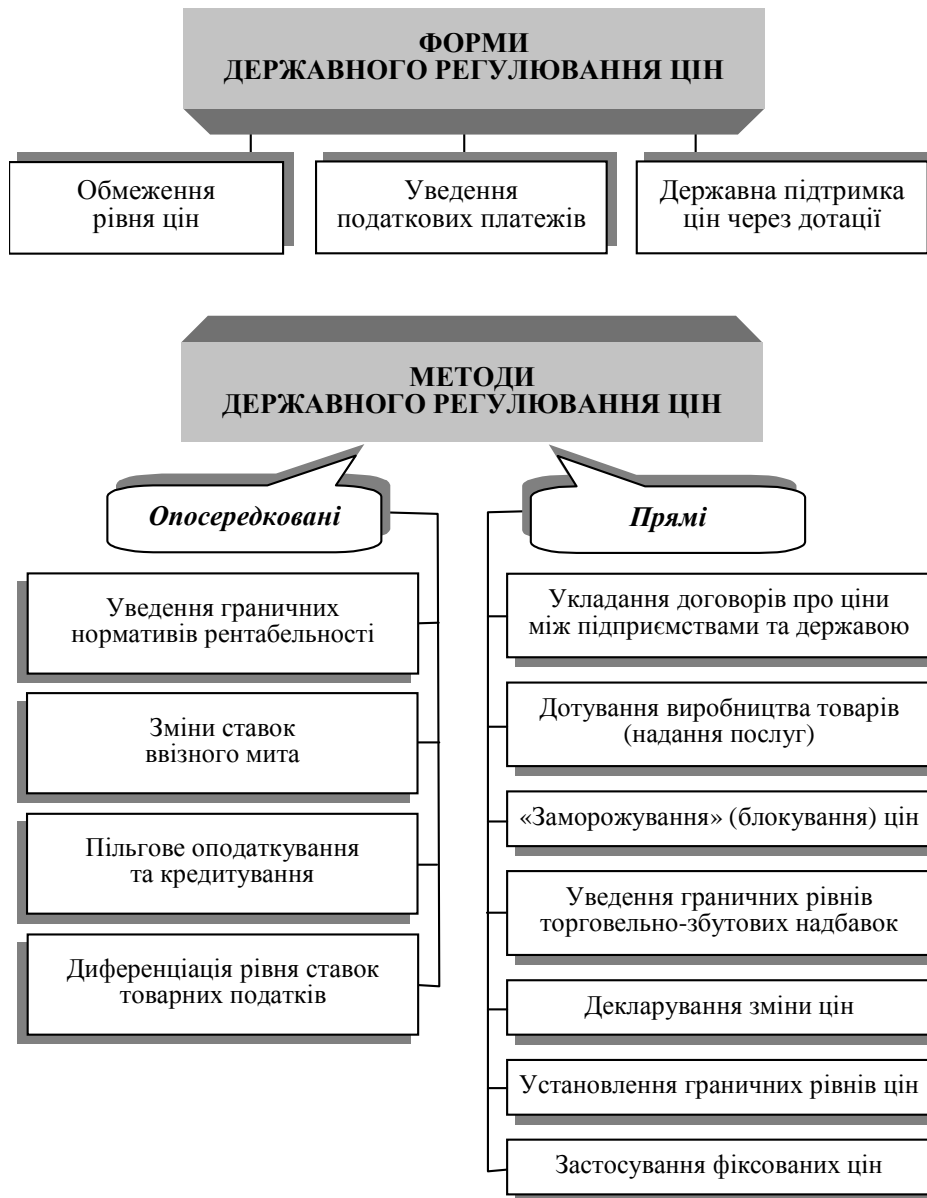 ФОРМИ
ДЕРЖАВНОГО РЕГУЛЮВАННЯ ЦІН
Обмеження
рівня цін
Уведення
податкових платежів
Державна підтримка
цін через дотації
МЕТОДИ
ДЕРЖАВНОГО РЕГУЛЮВАННЯ ЦІН
Опосередковані
Уведення граничних
нормативів рентабельності
Зміни ставок
ввізного мита
Пільгове оподаткування
та кредитування
Диференціація рівня ставок
товарних податків
Прямі
Укладання договорів про ціни
між підприємствами та державою
Дотування виробництва товарів
(надання послуг)
«Заморожування» (блокування) цін
Уведення граничних рівнів
торговельно-збутових надбавок
Декларування зміни цін
Установлення граничних рівнів цін
Застосування фіксованих цін